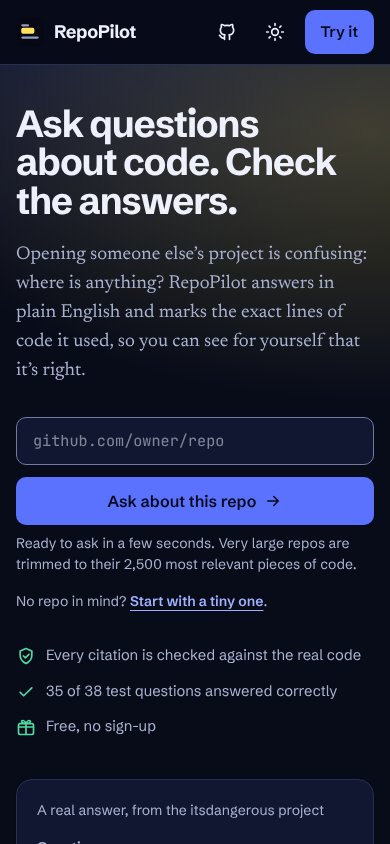 RepoPilot
Try it
Ask questions
about code. Check
the answers.
Opening someone else’s project is confusing:
where is anything? RepoPilot answers in
plain English and marks the exact lines of
code it used, so you can see for yourself that
it’s right.
github.com/owner/repo
Ask about this repo →
Ready to ask in a few seconds. Very large repos are
trimmed to their 2,500 most relevant pieces of code.
No repo in mind? Start with a tiny one.
Every citation is checked against the real code
35 of 38 test questions answered correctly
Free, no sign-up
A real answer, from the itsdangerous project